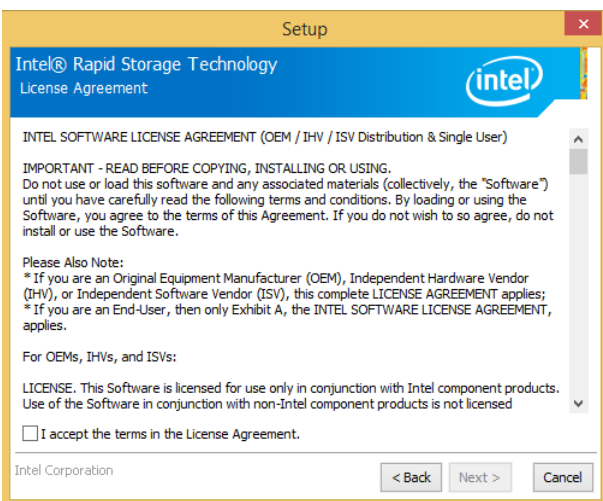 Setup
Intel® Rapid Storage Technology
License Agreement
intel
INTEL SOFTWARE LICENSE AGREEMENT (OEM / IHV / ISV Distribution & Single User)
IMPORTANT - READ BEFORE COPYING, INSTALLING OR USING.
Do not use or load this software and any associated materials (collectively, the "Software")
until you have carefully read the following terms and conditions. By loading or using the
Software, you agree to the terms of this Agreement. If you do not wish to so agree, do not
install or use the Software.
Please Also Note:
* If you are an Original Equipment Manufacturer (OEM), Independent Hardware Vendor
(IHV), or Independent Software Vendor (ISV), this complete LICENSE AGREEMENT applies;
* If you are an End-User, then only Exhibit A, the INTEL SOFTWARE LICENSE AGREEMENT,
applies.
For OEMs, IHVs, and ISVs:
LICENSE. This Software is licensed for use only in conjunction with Intel component products.
Use of the Software in conjunction with non-Intel component products is not licensed
I accept the terms in the License Agreement.
Intel Corporation
< Back
Next >
Cancel